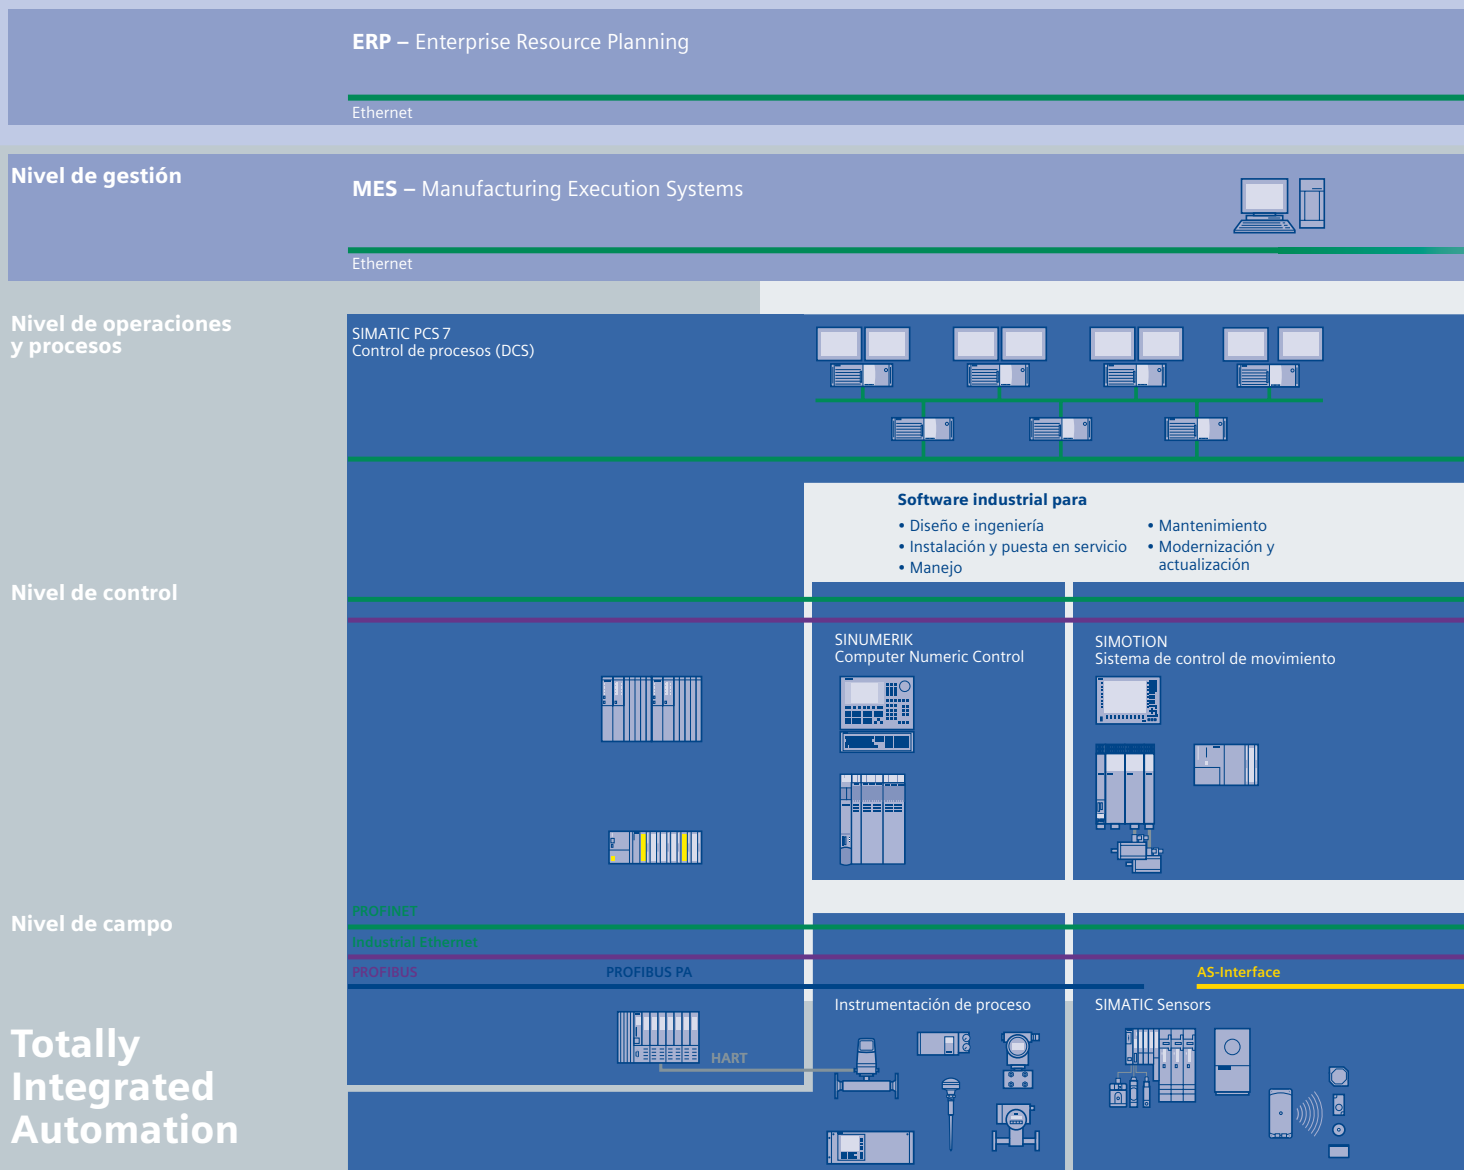 ERP – Enterprise Resource Planning
Ethernet
Nivel de gestión
MES – Manufacturing Execution Systems
Ethernet
Nivel de operaciones
y procesos
SIMATIC PCS 7
Control de procesos (DCS)
Software industrial para
• Diseño e ingeniería
• Instalación y puesta en servicio
• Manejo
• Mantenimiento
• Modernización y
actualización
Nivel de control
SINUMERIK
Computer Numeric Control
SIMOTION
Sistema de control de movimiento
Nivel de campo
PROFINET
Industrial Ethernet
PROFIBUS
PROFIBUS PA
AS-Interface
Instrumentación de proceso
SIMATIC Sensors
HART
Totally
Integrated
Automation